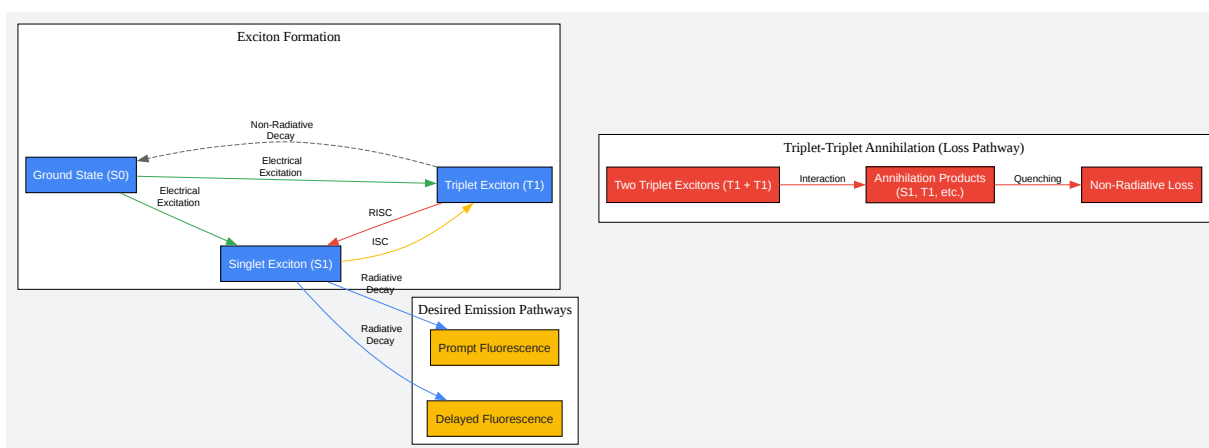 Exciton Formation
Non-Radiative
Decay
Ground State (S0)
Electrical
Excitation
Triplet Exciton (T1)
Electrical
Excitation
RISC
ISC
Singlet Exciton (S1)
Radiative
Decay
Radiative
Decay
Desired Emission Pathways
Prompt Fluorescence
Delayed Fluorescence
Triplet-Triplet Annihilation (Loss Pathway)
Two Triplet Excitons (T1 + T1)
Interaction
Annihilation Products
(S1, T1, etc.)
Quenching
Non-Radiative Loss